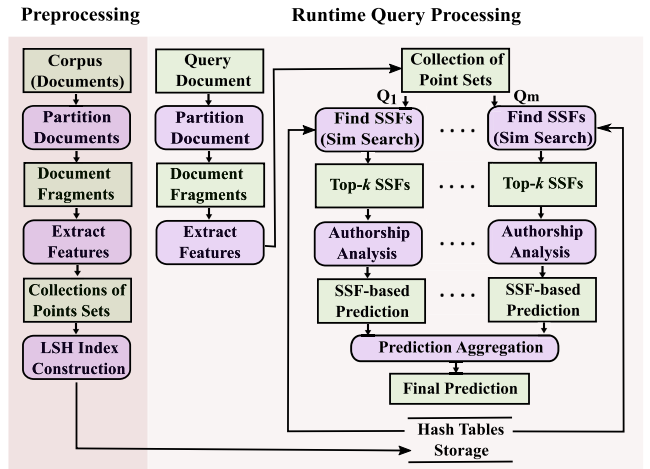 Preprocessing
Runtime Query Processing
Corpus
(Documents)
Partition
Documents
Document
Fragments
Extract
Features
Collections of
Points Sets
LSH Index
Construction
Query
Document
Partition
Document
Document
Fragments
Extract
Features
Collection of
Point Sets
Q1
Qm
Find SSFs
(Sim Search)
. . . .
Find SSFs
(Sim Search)
Top-k SSFs
. . . .
Top-k SSFs
Authorship
Analysis
. . . .
Authorship
Analysis
SSF-based
Prediction
. . . .
SSF-based
Prediction
Prediction Aggregation
Final Prediction
Hash Tables
Storage